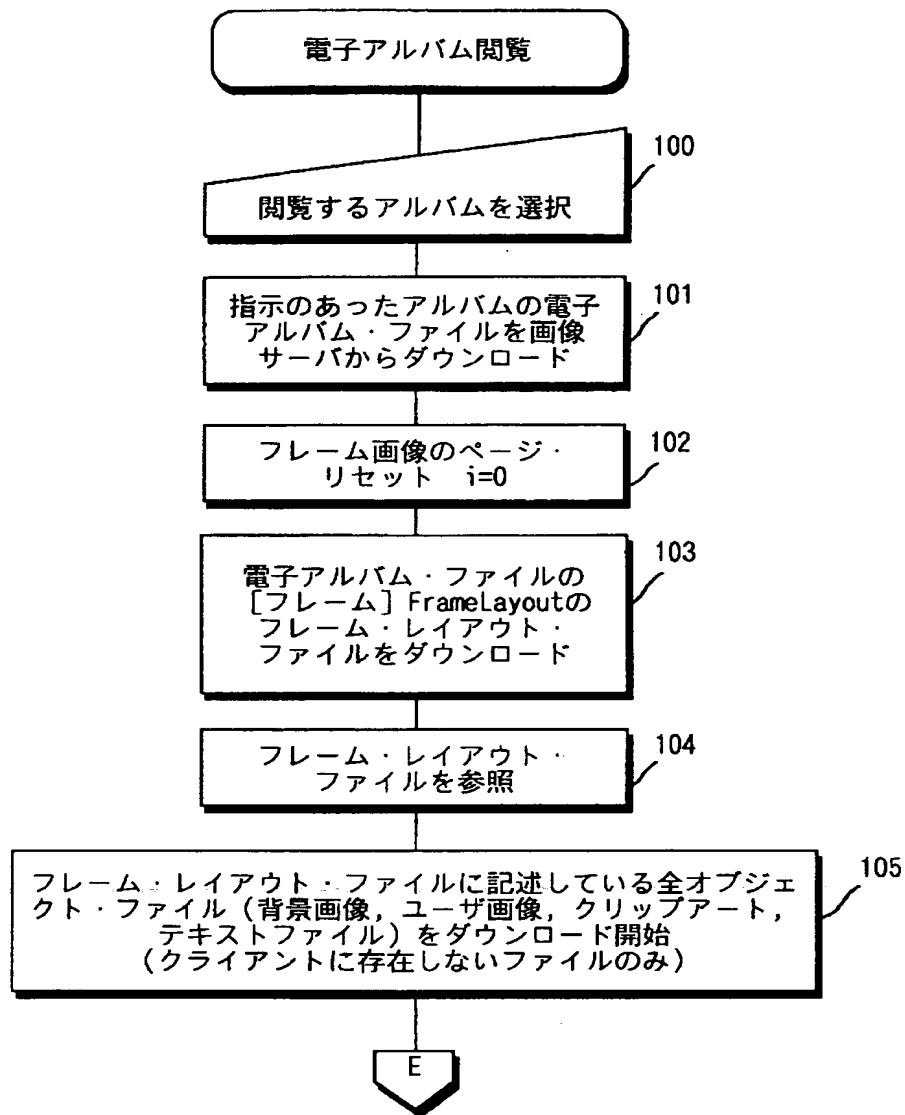 電子アルバム閲覧
100
閲覧するアルバムを選択
101
指示のあったアルバムの電子
アルバム・ファイルを画像
サーバからダウンロード
102
フレーム画像のページ・
リセット i=0
103
電子アルバム・ファイルの
[フレーム] FrameLayoutの
フレーム・レイアウト・
ファイルをダウンロード
104
フレーム・レイアウト・
ファイルを参照
105
フレーム・レイアウト・ファイルに記述している全オブジェ
クト・ファイル(背景画像,ユーザ画像,クリップアート,
テキストファイル)をダウンロード開始
(クライアントに存在しないファイルのみ)
E